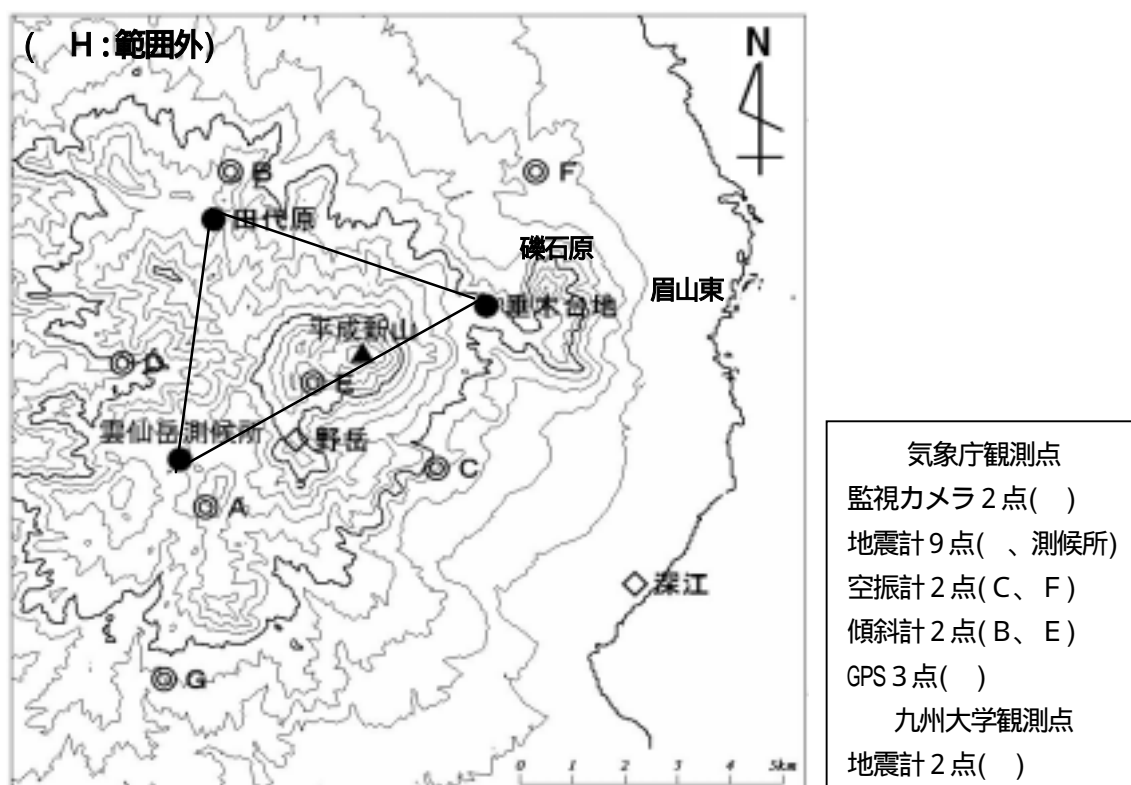 ( H:範囲外)
N
B
F
田代原
礫石原
眉山東
垂木台地
平成新山
D
E
雲仙岳測候所
野岳
C
A
深江
G
0 1 2 3 4 5km
気象庁観測点
監視カメラ2点( )
地震計9点( 、測候所)
空振計2点(C、F)
傾斜計2点(B、E)
GPS3点( )
九州大学観測点
地震計2点( )